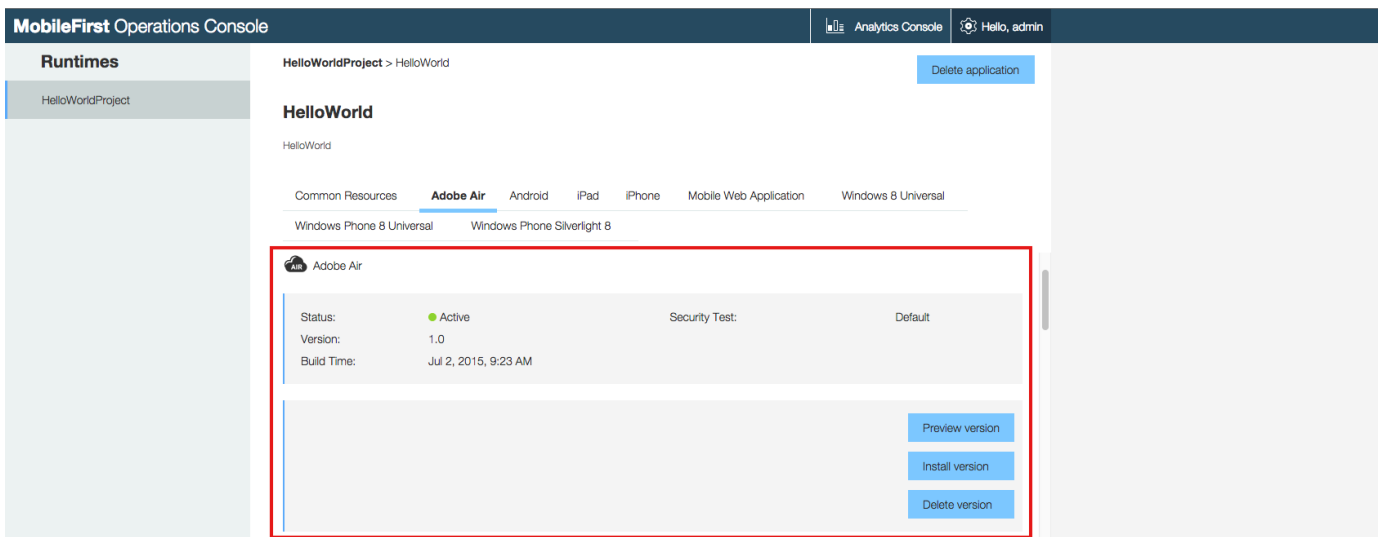 MobileFirst Operations Console
Analytics Console
Hello, admin
Runtimes
HelloWorldProject
HelloWorldProject > HelloWorld
Delete application
HelloWorld
HelloWorld
Common Resources Adobe Air Android iPad iPhone Mobile Web Application Windows 8 Universal
Windows Phone 8 Universal Windows Phone Silverlight 8
AIR Adobe Air
Status: Active Security Test: Default
Version: 1.0
Build Time: Jul 2, 2015, 9:23 AM
Preview version
Install version
Delete version